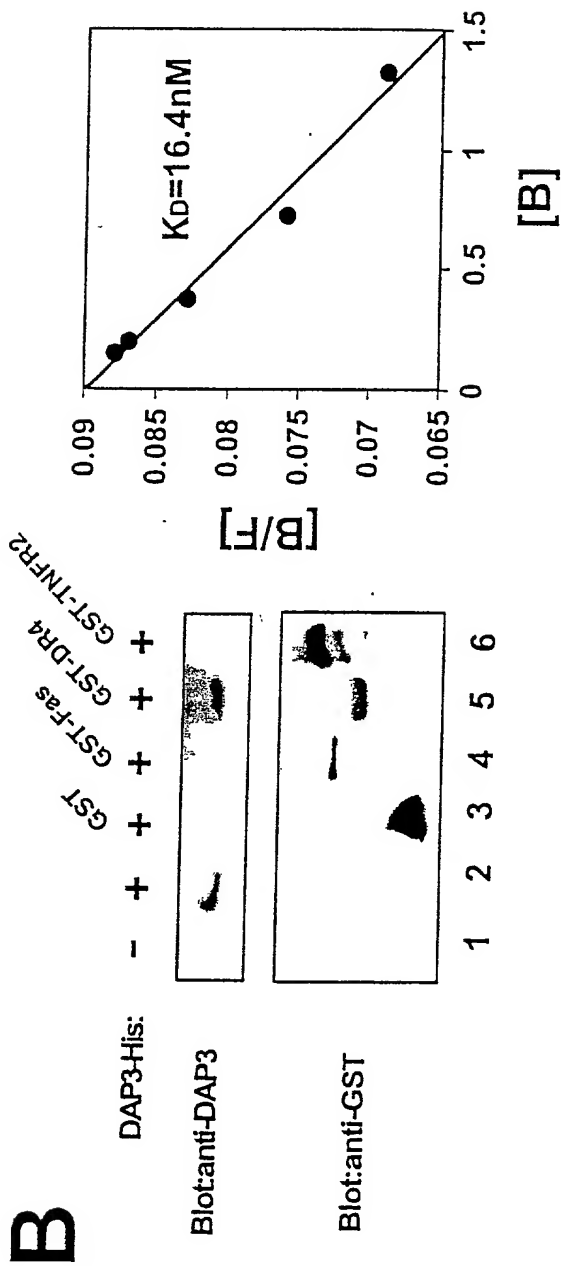 B
GST
GST-Fas
GST-DR4
GST-TNFR2
DAP3-His: - + + + + +
Blot:anti-DAP3
Blot:anti-GST
1 2 3 4 5 6
[B/F]
0.09
0.085
0.08
0.075
0.07
0.065
KD=16.4nM
0 0.5 1 1.5
[B]